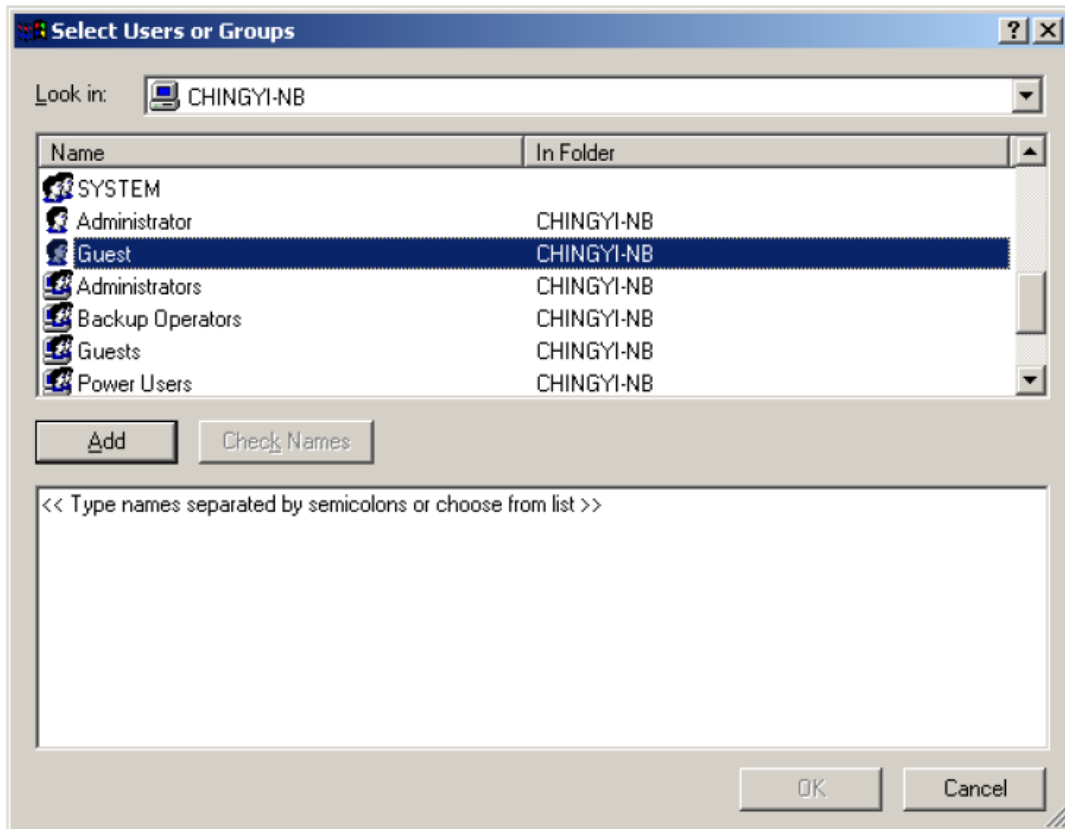 Select Users or Groups
Look in: CHINGYI-NB
Name In Folder
SYSTEM
Administrator CHINGYI-NB
Guest CHINGYI-NB
Administrators CHINGYI-NB
Backup Operators CHINGYI-NB
Guests CHINGYI-NB
Power Users CHINGYI-NB
Add Check Names
<< Type names separated by semicolons or choose from list >>
OK Cancel